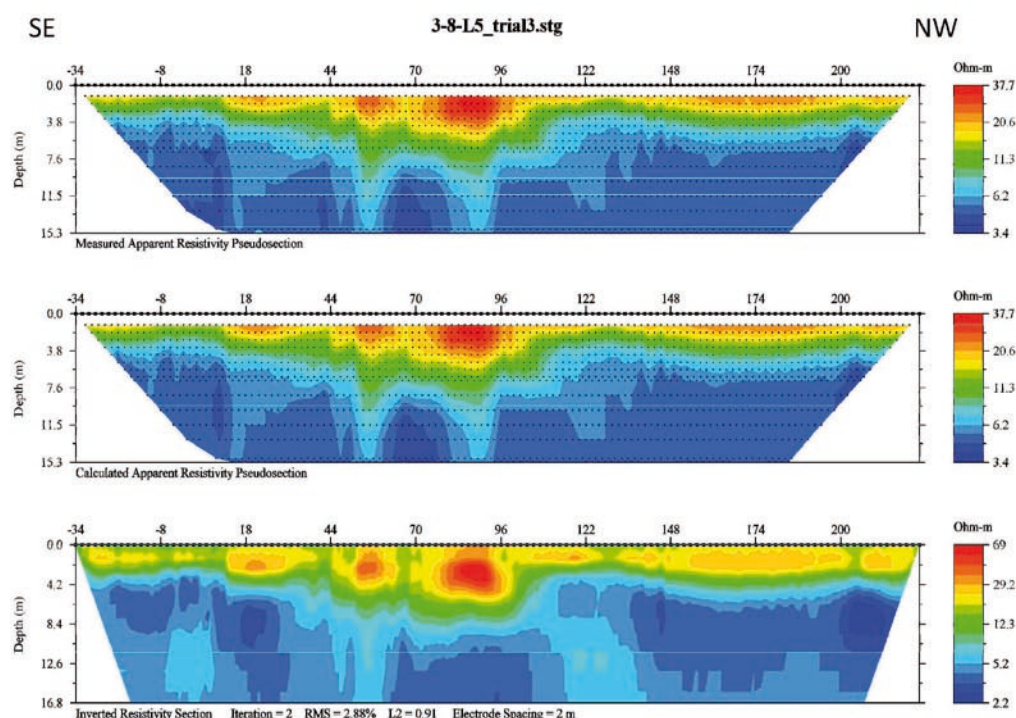 SE 3-8-L5_trial3.stg NW
-34 -8 18 44 70 96 122 148 174 200 Ohm-m
0.0 37.7
3.8 20.6
Depth (m) 7.6 11.3
11.5 6.2
15.3 3.4
Measured Apparent Resistivity Pseudosection
-34 -8 18 44 70 96 122 148 174 200 Ohm-m
0.0 37.7
3.8 20.6
Depth (m) 7.6 11.3
11.5 6.2
15.3 3.4
Calculated Apparent Resistivity Pseudosection
-34 -8 18 44 70 96 122 148 174 200 Ohm-m
0.0 69
4.2 29.2
Depth (m) 8.4 12.3
12.6 5.2
16.8 2.2
Inverted Resistivity Section Iteration = 2 RMS = 2.88% L2 = 0.91 Electrode Spacing = 2 m